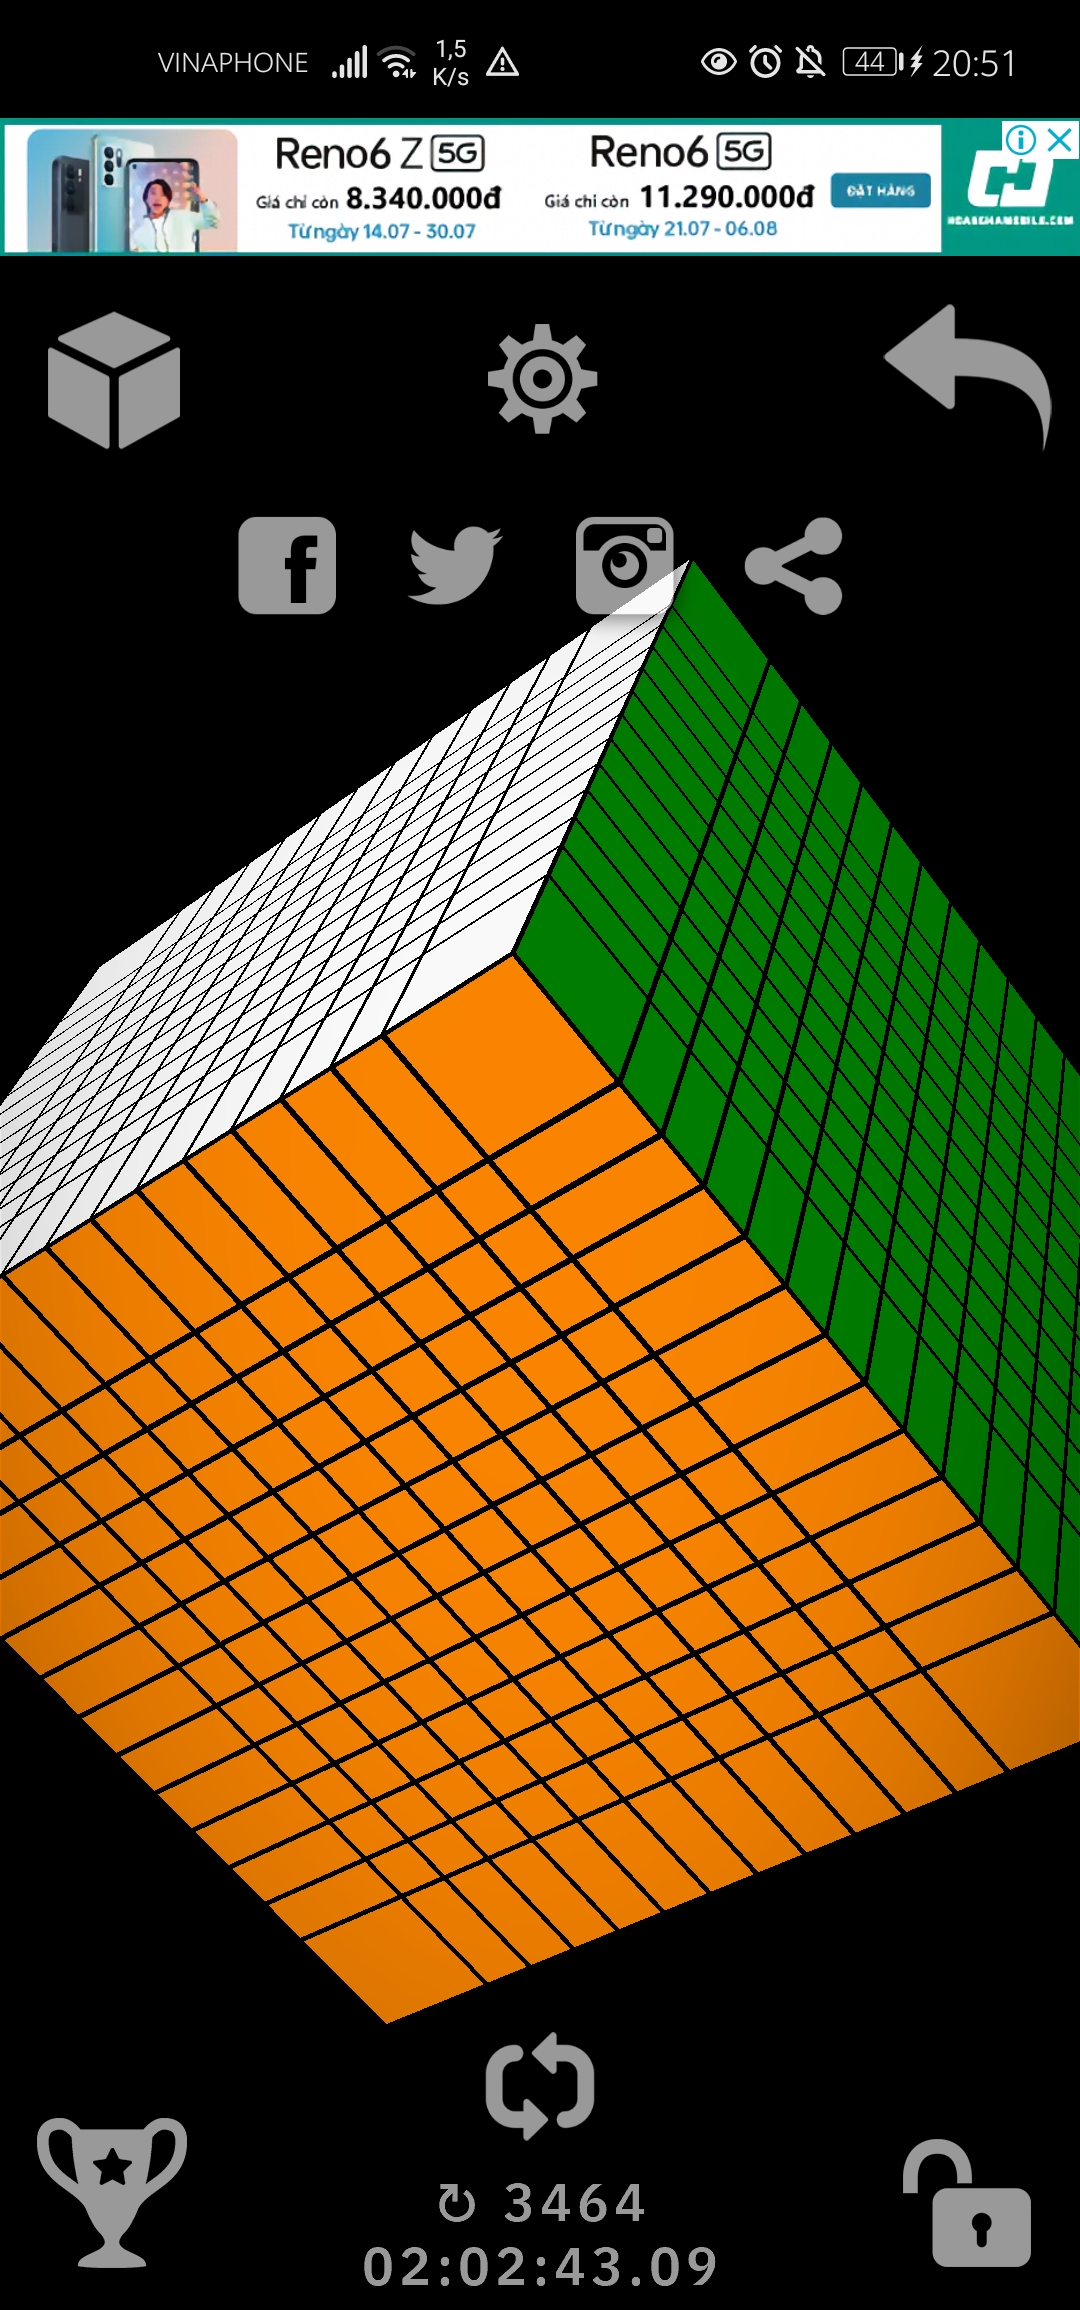 VINAPHONE 1,5 K/s 44 20:51
Reno6 Z 5G
Giá chỉ còn 8.340.000đ
Từ ngày 14.07 - 30.07
Reno6 5G
Giá chỉ còn 11.290.000đ
Từ ngày 21.07 - 06.08
ĐẶT HÀNG
HOANGHAMOBILE.COM
3464
02:02:43.09